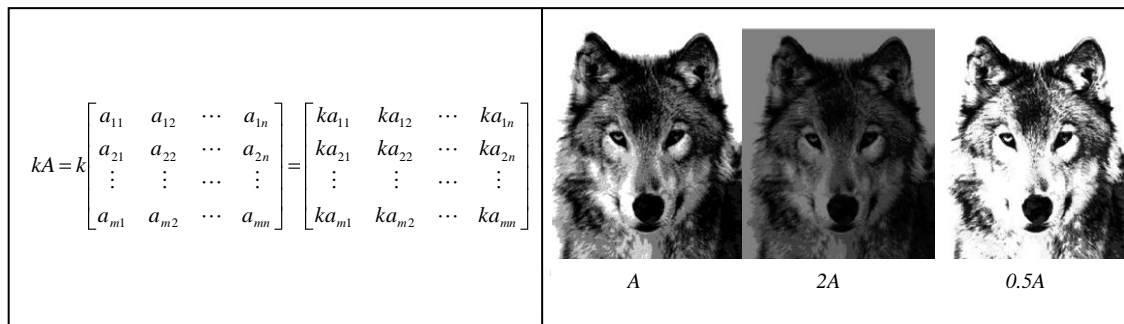 kA = k [ a₁₁ a₁₂ ⋯ a₁ₙ ; a₂₁ a₂₂ ⋯ a₂ₙ ; ⋮ ⋮ ⋯ ⋮ ; aₘ₁ aₘ₂ ⋯ aₘₙ ] = [ ka₁₁ ka₁₂ ⋯ ka₁ₙ ; ka₂₁ ka₂₂ ⋯ ka₂ₙ ; ⋮ ⋮ ⋯ ⋮ ; kaₘ₁ kaₘ₂ ⋯ kaₘₙ ]
A 2A 0.5A